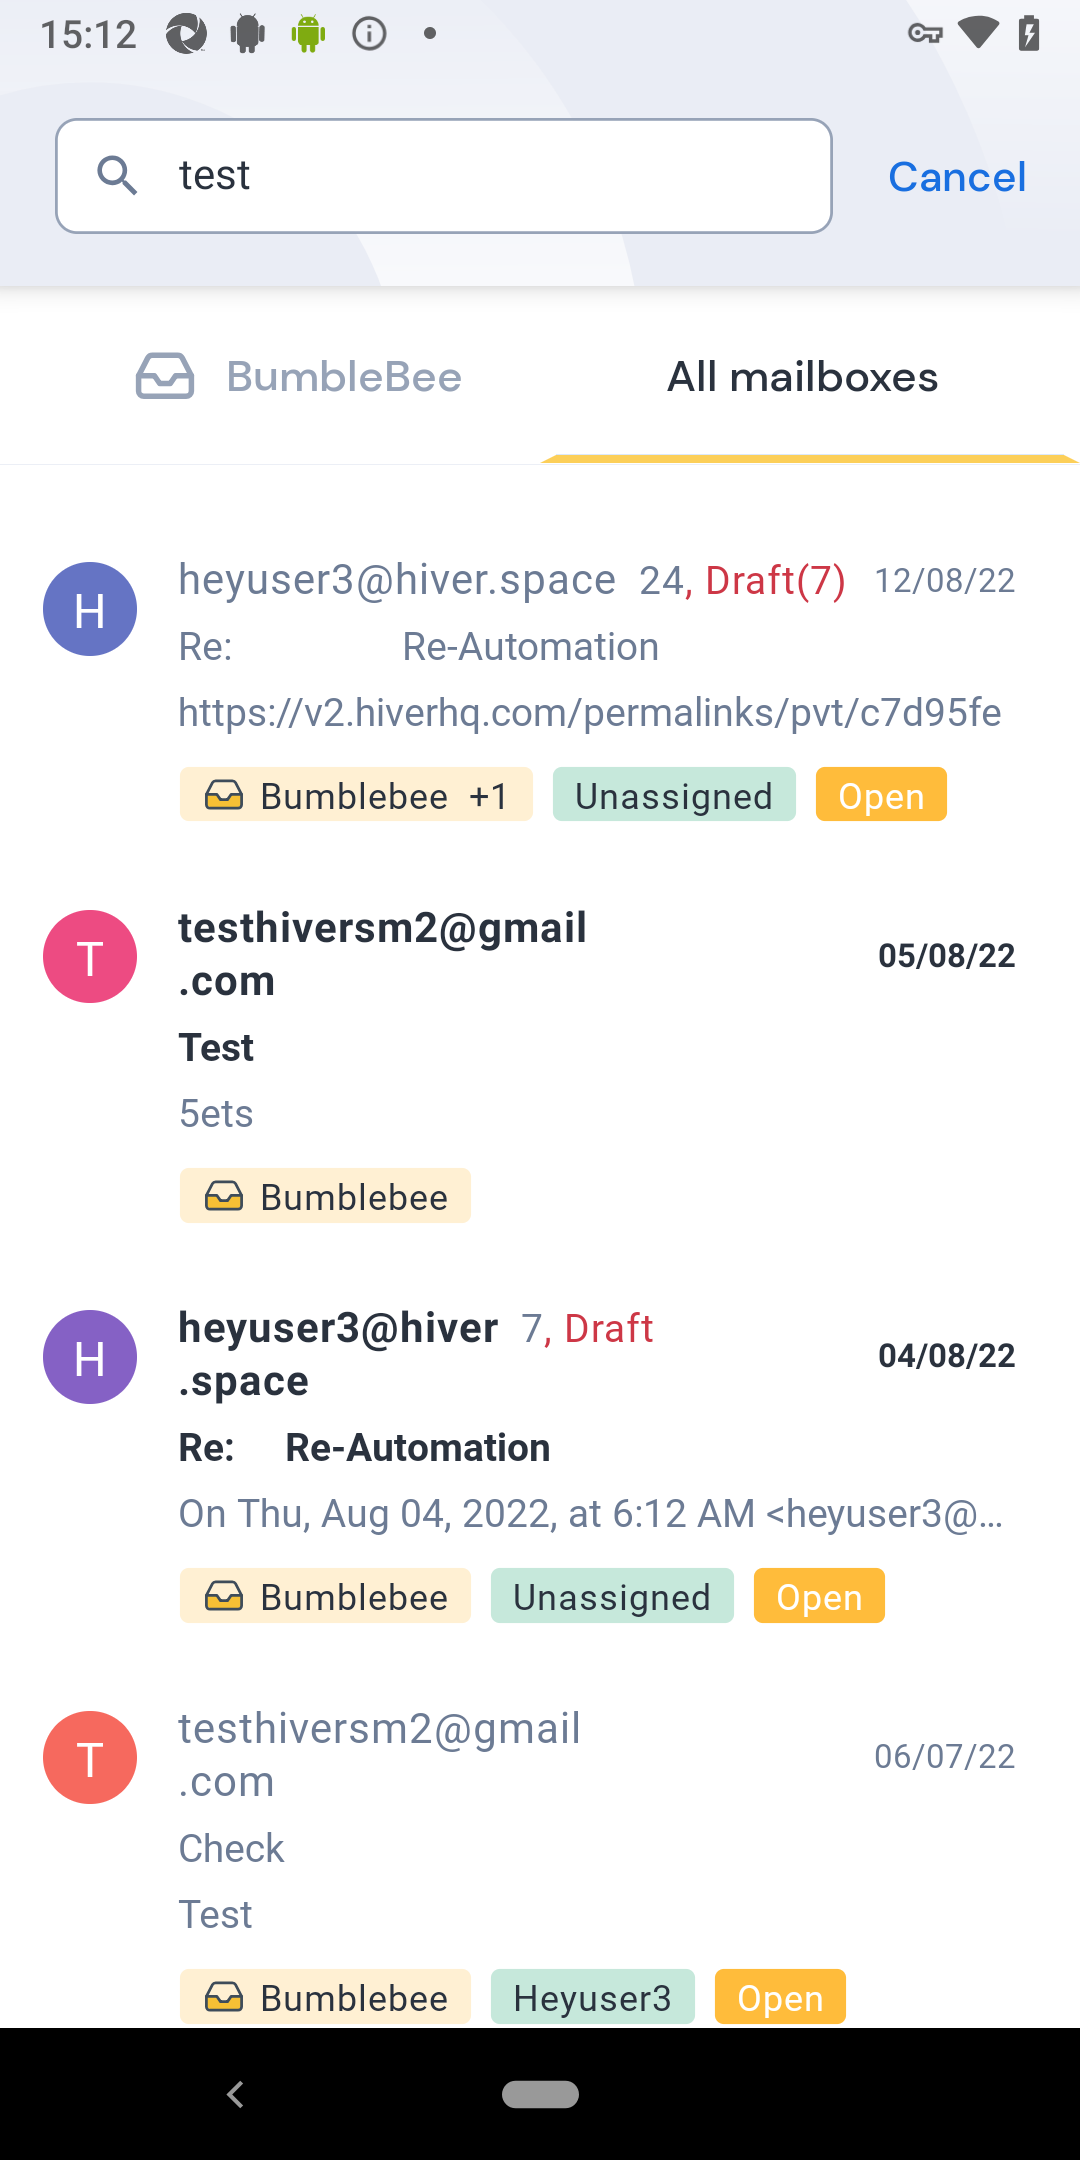 15:12
test
Cancel
BumbleBee All mailboxes
H
heyuser3@hiver.space 24, Draft(7) 12/08/22
Re: Re-Automation
https://v2.hiverhq.com/permalinks/pvt/c7d95fe
Bumblebee +1 Unassigned Open
T
testhiversm2@gmail
.com
05/08/22
Test
5ets
Bumblebee
H
heyuser3@hiver 7, Draft
.space
04/08/22
Re: Re-Automation
On Thu, Aug 04, 2022, at 6:12 AM <heyuser3@...
Bumblebee Unassigned Open
T
testhiversm2@gmail
.com
06/07/22
Check
Test
Bumblebee Heyuser3 Open